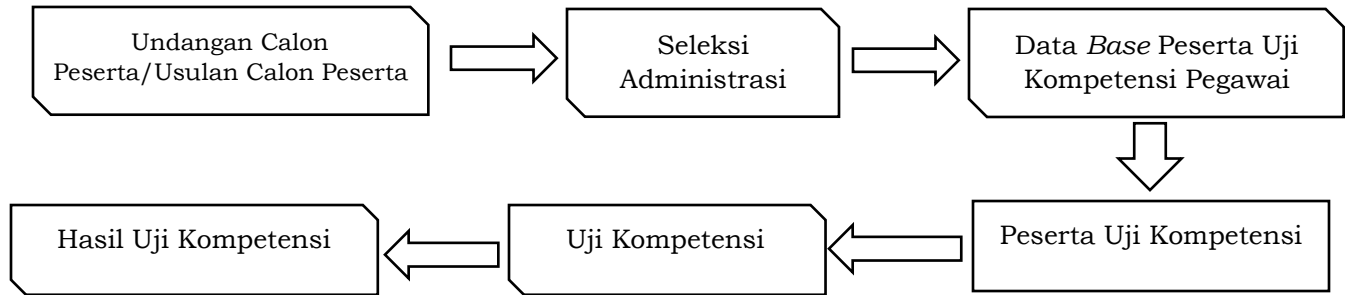 Undangan Calon
Peserta/Usulan Calon Peserta
Seleksi
Administrasi
Data Base Peserta Uji
Kompetensi Pegawai
Peserta Uji Kompetensi
Uji Kompetensi
Hasil Uji Kompetensi